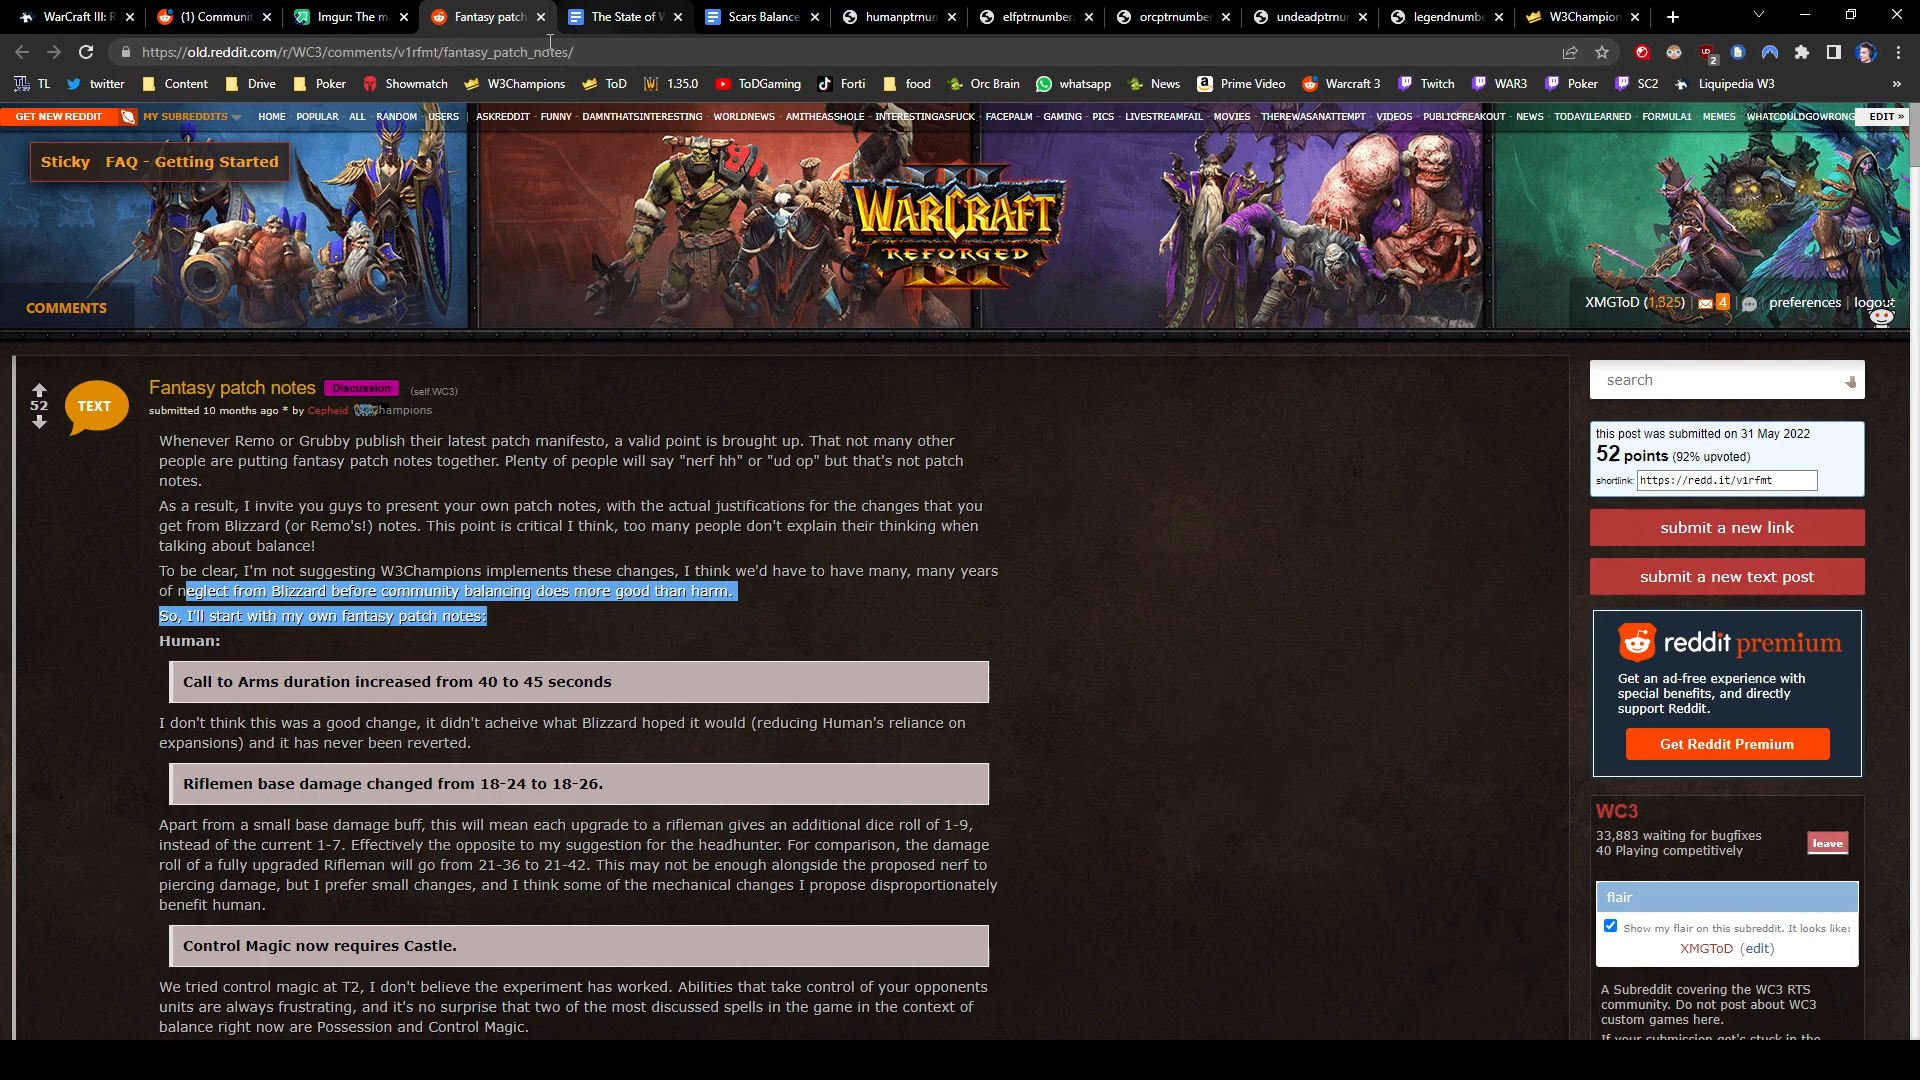 WarCraft III: R
(1) Communit
Imgur: The m
Fantasy patch
The State of W
Scars Balance
humanptrnum
elfptrnumber.
orcptrnumber
undeadptrnu
legendnumbe
W3Champion
https://old.reddit.com/r/WC3/comments/v1rfmt/fantasy_patch_notes/
2
TL
twitter
Content
Drive
Poker
Showmatch
W3Champions
ToD
1.35.0
ToDGaming
Forti
food
Orc Brain
whatsapp
News
Prime Video
Warcraft 3
Twitch
WAR3
Poker
SC2
Liquipedia W3
»
GET NEW REDDIT
MY SUBREDDITS
HOME - POPULAR - ALL - RANDOM - USERS | ASKREDDIT - FUNNY - DAMNTHATSINTERESTING - WORLDNEWS - AMITHEASSHOLE - INTERESTINGASFUCK - FACEPALM - GAMING - PICS - LIVESTREAMFAIL - MOVIES - THEREWASANATTEMPT - VIDEOS - PUBLICFREAKOUT - NEWS - TODAYILEARNED - FORMULA1 - MEMES - WHATCOULDGOWRONG
EDIT »
Sticky FAQ - Getting Started
WARCRAFT
III
REFORGED
COMMENTS
XMGToD (1,325) | 4 | preferences | logout
52
TEXT
Fantasy patch notes Discussion (self.WC3)
submitted 10 months ago * by Cepheid W3Champions
Whenever Remo or Grubby publish their latest patch manifesto, a valid point is brought up. That not many other
people are putting fantasy patch notes together. Plenty of people will say "nerf hh" or "ud op" but that's not patch
notes.
As a result, I invite you guys to present your own patch notes, with the actual justifications for the changes that you
get from Blizzard (or Remo's!) notes. This point is critical I think, too many people don't explain their thinking when
talking about balance!
To be clear, I'm not suggesting W3Champions implements these changes, I think we'd have to have many, many years
of neglect from Blizzard before community balancing does more good than harm.
So, I'll start with my own fantasy patch notes:
Human:
Call to Arms duration increased from 40 to 45 seconds
I don't think this was a good change, it didn't acheive what Blizzard hoped it would (reducing Human's reliance on
expansions) and it has never been reverted.
Riflemen base damage changed from 18-24 to 18-26.
Apart from a small base damage buff, this will mean each upgrade to a rifleman gives an additional dice roll of 1-9,
instead of the current 1-7. Effectively the opposite to my suggestion for the headhunter. For comparison, the damage
roll of a fully upgraded Rifleman will go from 21-36 to 21-42. This may not be enough alongside the proposed nerf to
piercing damage, but I prefer small changes, and I think some of the mechanical changes I propose disproportionately
benefit human.
Control Magic now requires Castle.
We tried control magic at T2, I don't believe the experiment has worked. Abilities that take control of your opponents
units are always frustrating, and it's no surprise that two of the most discussed spells in the game in the context of
balance right now are Possession and Control Magic.
search
this post was submitted on 31 May 2022
52 points (92% upvoted)
shortlink: https://redd.it/v1rfmt
submit a new link
submit a new text post
reddit premium
Get an ad-free experience with
special benefits, and directly
support Reddit.
Get Reddit Premium
WC3
33,883 waiting for bugfixes
40 Playing competitively
leave
flair
Show my flair on this subreddit. It looks like:
XMGToD (edit)
A Subreddit covering the WC3 RTS
community. Do not post about WC3
custom games here.
If your submission get's stuck in the